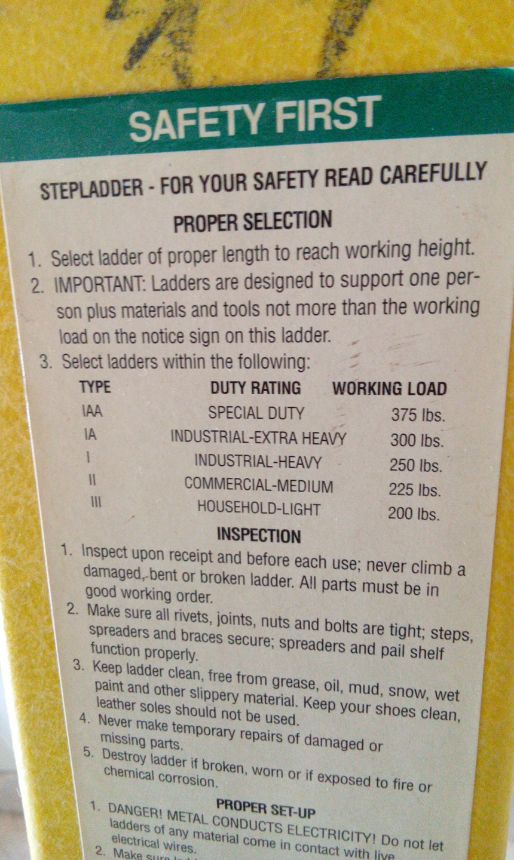 SAFETY FIRST
STEPLADDER - FOR YOUR SAFETY READ CAREFULLY
PROPER SELECTION
1. Select ladder of proper length to reach working height.
2. IMPORTANT: Ladders are designed to support one per-
son plus materials and tools not more than the working
load on the notice sign on this ladder.
3. Select ladders within the following:
TYPE DUTY RATING WORKING LOAD
IAA SPECIAL DUTY 375 lbs.
IA INDUSTRIAL-EXTRA HEAVY 300 lbs.
I INDUSTRIAL-HEAVY 250 lbs.
II COMMERCIAL-MEDIUM 225 lbs.
III HOUSEHOLD-LIGHT 200 lbs.
INSPECTION
1. Inspect upon receipt and before each use; never climb a
damaged, bent or broken ladder. All parts must be in
good working order.
2. Make sure all rivets, joints, nuts and bolts are tight; steps,
spreaders and braces secure; spreaders and pail shelf
function properly.
3. Keep ladder clean, free from grease, oil, mud, snow, wet
paint and other slippery material. Keep your shoes clean,
leather soles should not be used.
4. Never make temporary repairs of damaged or
missing parts.
5. Destroy ladder if broken, worn or if exposed to fire or
chemical corrosion.
PROPER SET-UP
1. DANGER! METAL CONDUCTS ELECTRICITY! Do not let
ladders of any material come in contact with live
electrical wires.
2. Make sure